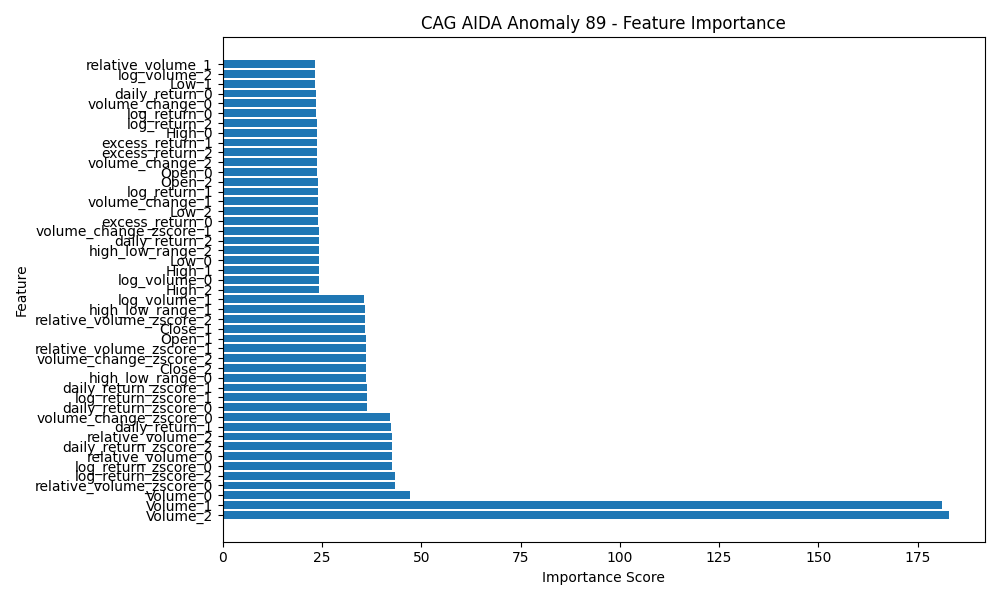 CAG AIDA Anomaly 89 - Feature Importance
relative_volume_1
log_volume_2
Low_1
daily_return_0
volume_change_0
log_return_0
log_return_2
High_0
excess_return_1
excess_return_2
volume_change_2
Open_0
Open_2
log_return_1
volume_change_1
Low_2
excess_return_0
volume_change_zscore_1
daily_return_2
high_low_range_2
Low_0
High_1
log_volume_0
High_2
log_volume_1
high_low_range_1
relative_volume_zscore_2
Close_1
Open_1
relative_volume_zscore_1
volume_change_zscore_2
Close_2
high_low_range_0
daily_return_zscore_1
log_return_zscore_1
daily_return_zscore_0
volume_change_zscore_0
daily_return_1
relative_volume_2
daily_return_zscore_2
relative_volume_0
log_return_zscore_0
log_return_zscore_2
relative_volume_zscore_0
Volume_0
Volume_1
Volume_2
Feature
0 25 50 75 100 125 150 175
Importance Score